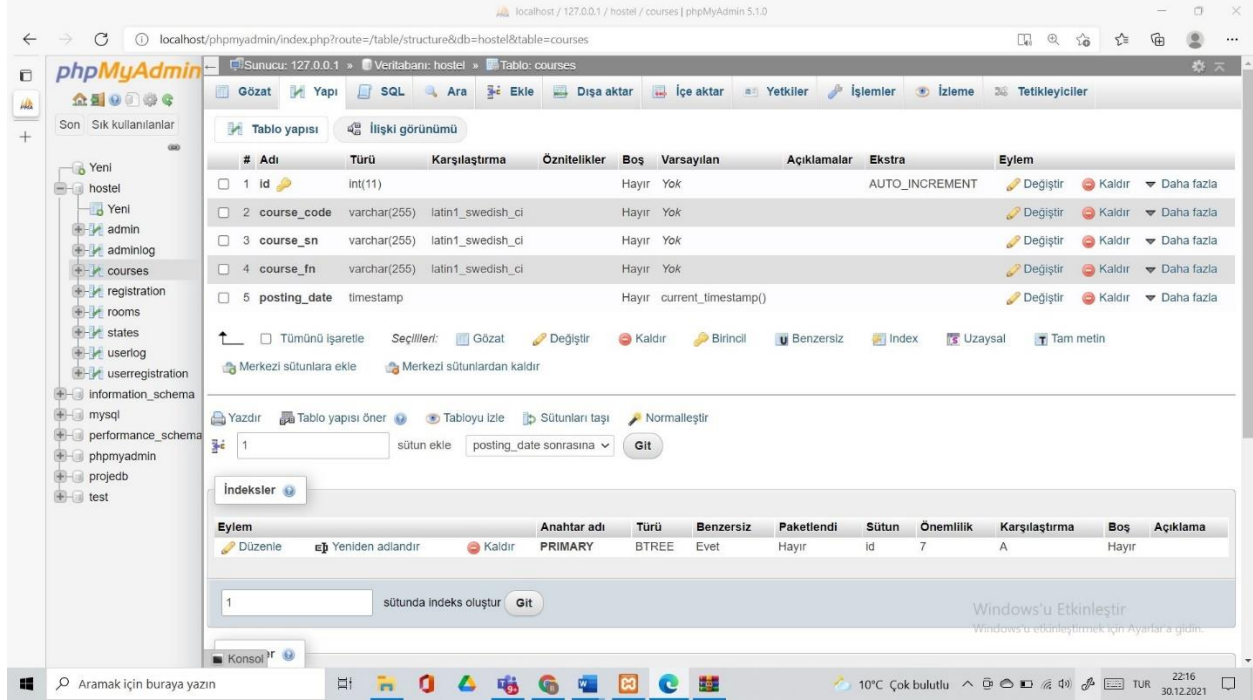 localhost / 127.0.0.1 / hostel / courses | phpMyAdmin 5.1.0
localhost/phpmyadmin/index.php?route=/table/structure&db=hostel&table=courses
phpMyAdmin
Son Sık kullanılanlar
Yeni
hostel
Yeni
admin
adminlog
courses
registration
rooms
states
userlog
userregistration
information_schema
mysql
performance_schema
phpmyadmin
projedb
test
Sunucu: 127.0.0.1 » Veritabanı: hostel » Tablo: courses
Gözat Yapı SQL Ara Ekle Dışa aktar İçe aktar Yetkiler İşlemler İzleme Tetikleyiciler
Tablo yapısı İlişki görünümü
# Adı Türü Karşılaştırma Öznitelikler Boş Varsayılan Açıklamalar Ekstra Eylem
1 id int(11) Hayır Yok AUTO_INCREMENT Değiştir Kaldır Daha fazla
2 course_code varchar(255) latin1_swedish_ci Hayır Yok Değiştir Kaldır Daha fazla
3 course_sn varchar(255) latin1_swedish_ci Hayır Yok Değiştir Kaldır Daha fazla
4 course_fn varchar(255) latin1_swedish_ci Hayır Yok Değiştir Kaldır Daha fazla
5 posting_date timestamp Hayır current_timestamp() Değiştir Kaldır Daha fazla
Tümünü işaretle Seçilileri: Gözat Değiştir Kaldır Birincil Benzersiz Index Uzaysal Tam metin
Merkezi sütunlara ekle Merkezi sütunlardan kaldır
Yazdır Tablo yapısı öner Tabloyu izle Sütunları taşı Normalleştir
1 sütun ekle posting_date sonrasına Git
İndeksler
Eylem Anahtar adı Türü Benzersiz Paketlendi Sütun Önemlilik Karşılaştırma Boş Açıklama
Düzenle Yeniden adlandır Kaldır PRIMARY BTREE Evet Hayır id 7 A Hayır
1 sütunda indeks oluştur Git
Windows'u Etkinleştir
Windows'u etkinleştirmek için Ayarlar'a gidin.
Konsol
Aramak için buraya yazın
10°C Çok bulutlu TUR 22:16
30.12.2021